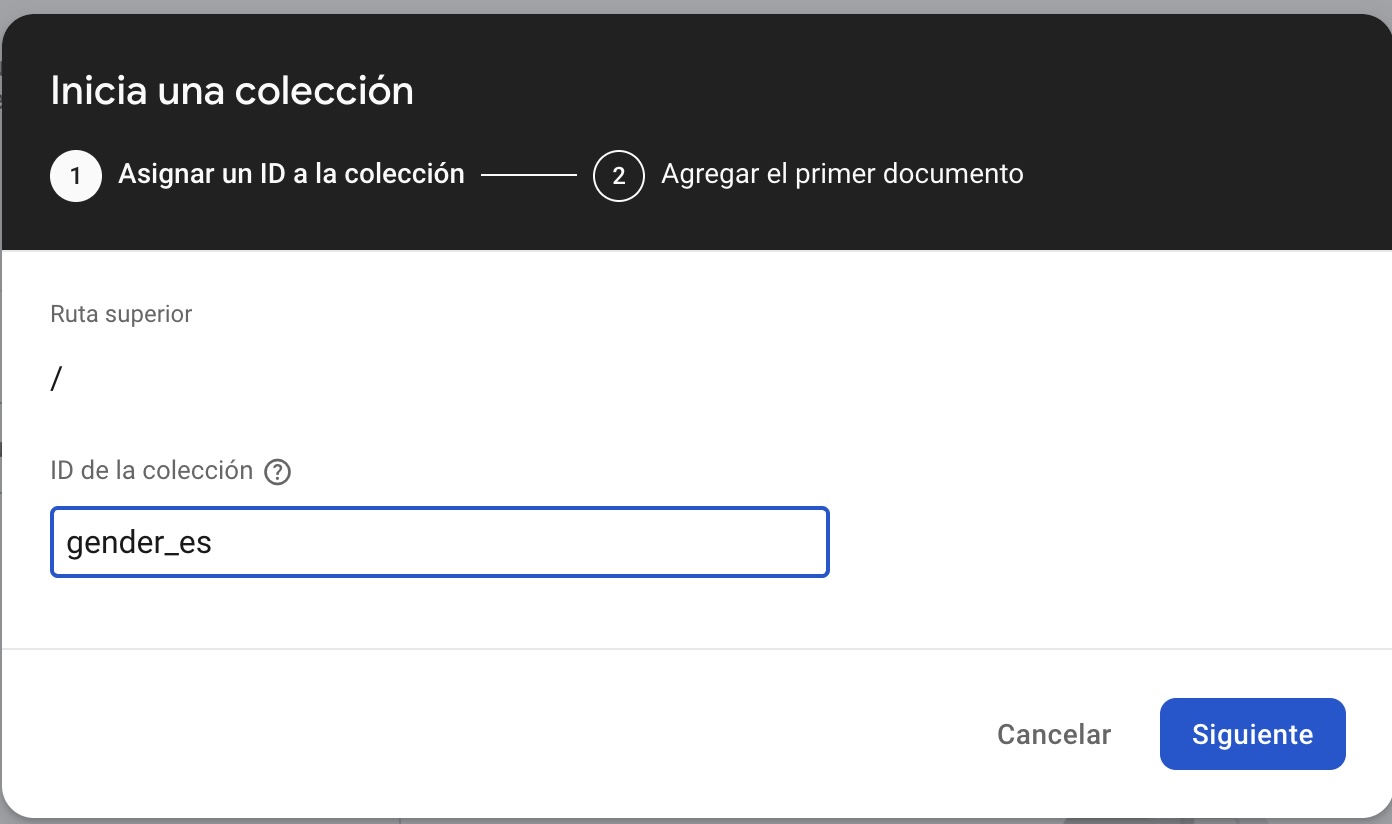 Inicia una colección
1 Asignar un ID a la colección 2 Agregar el primer documento
Ruta superior
/
ID de la colección ?
gender_es
Cancelar Siguiente